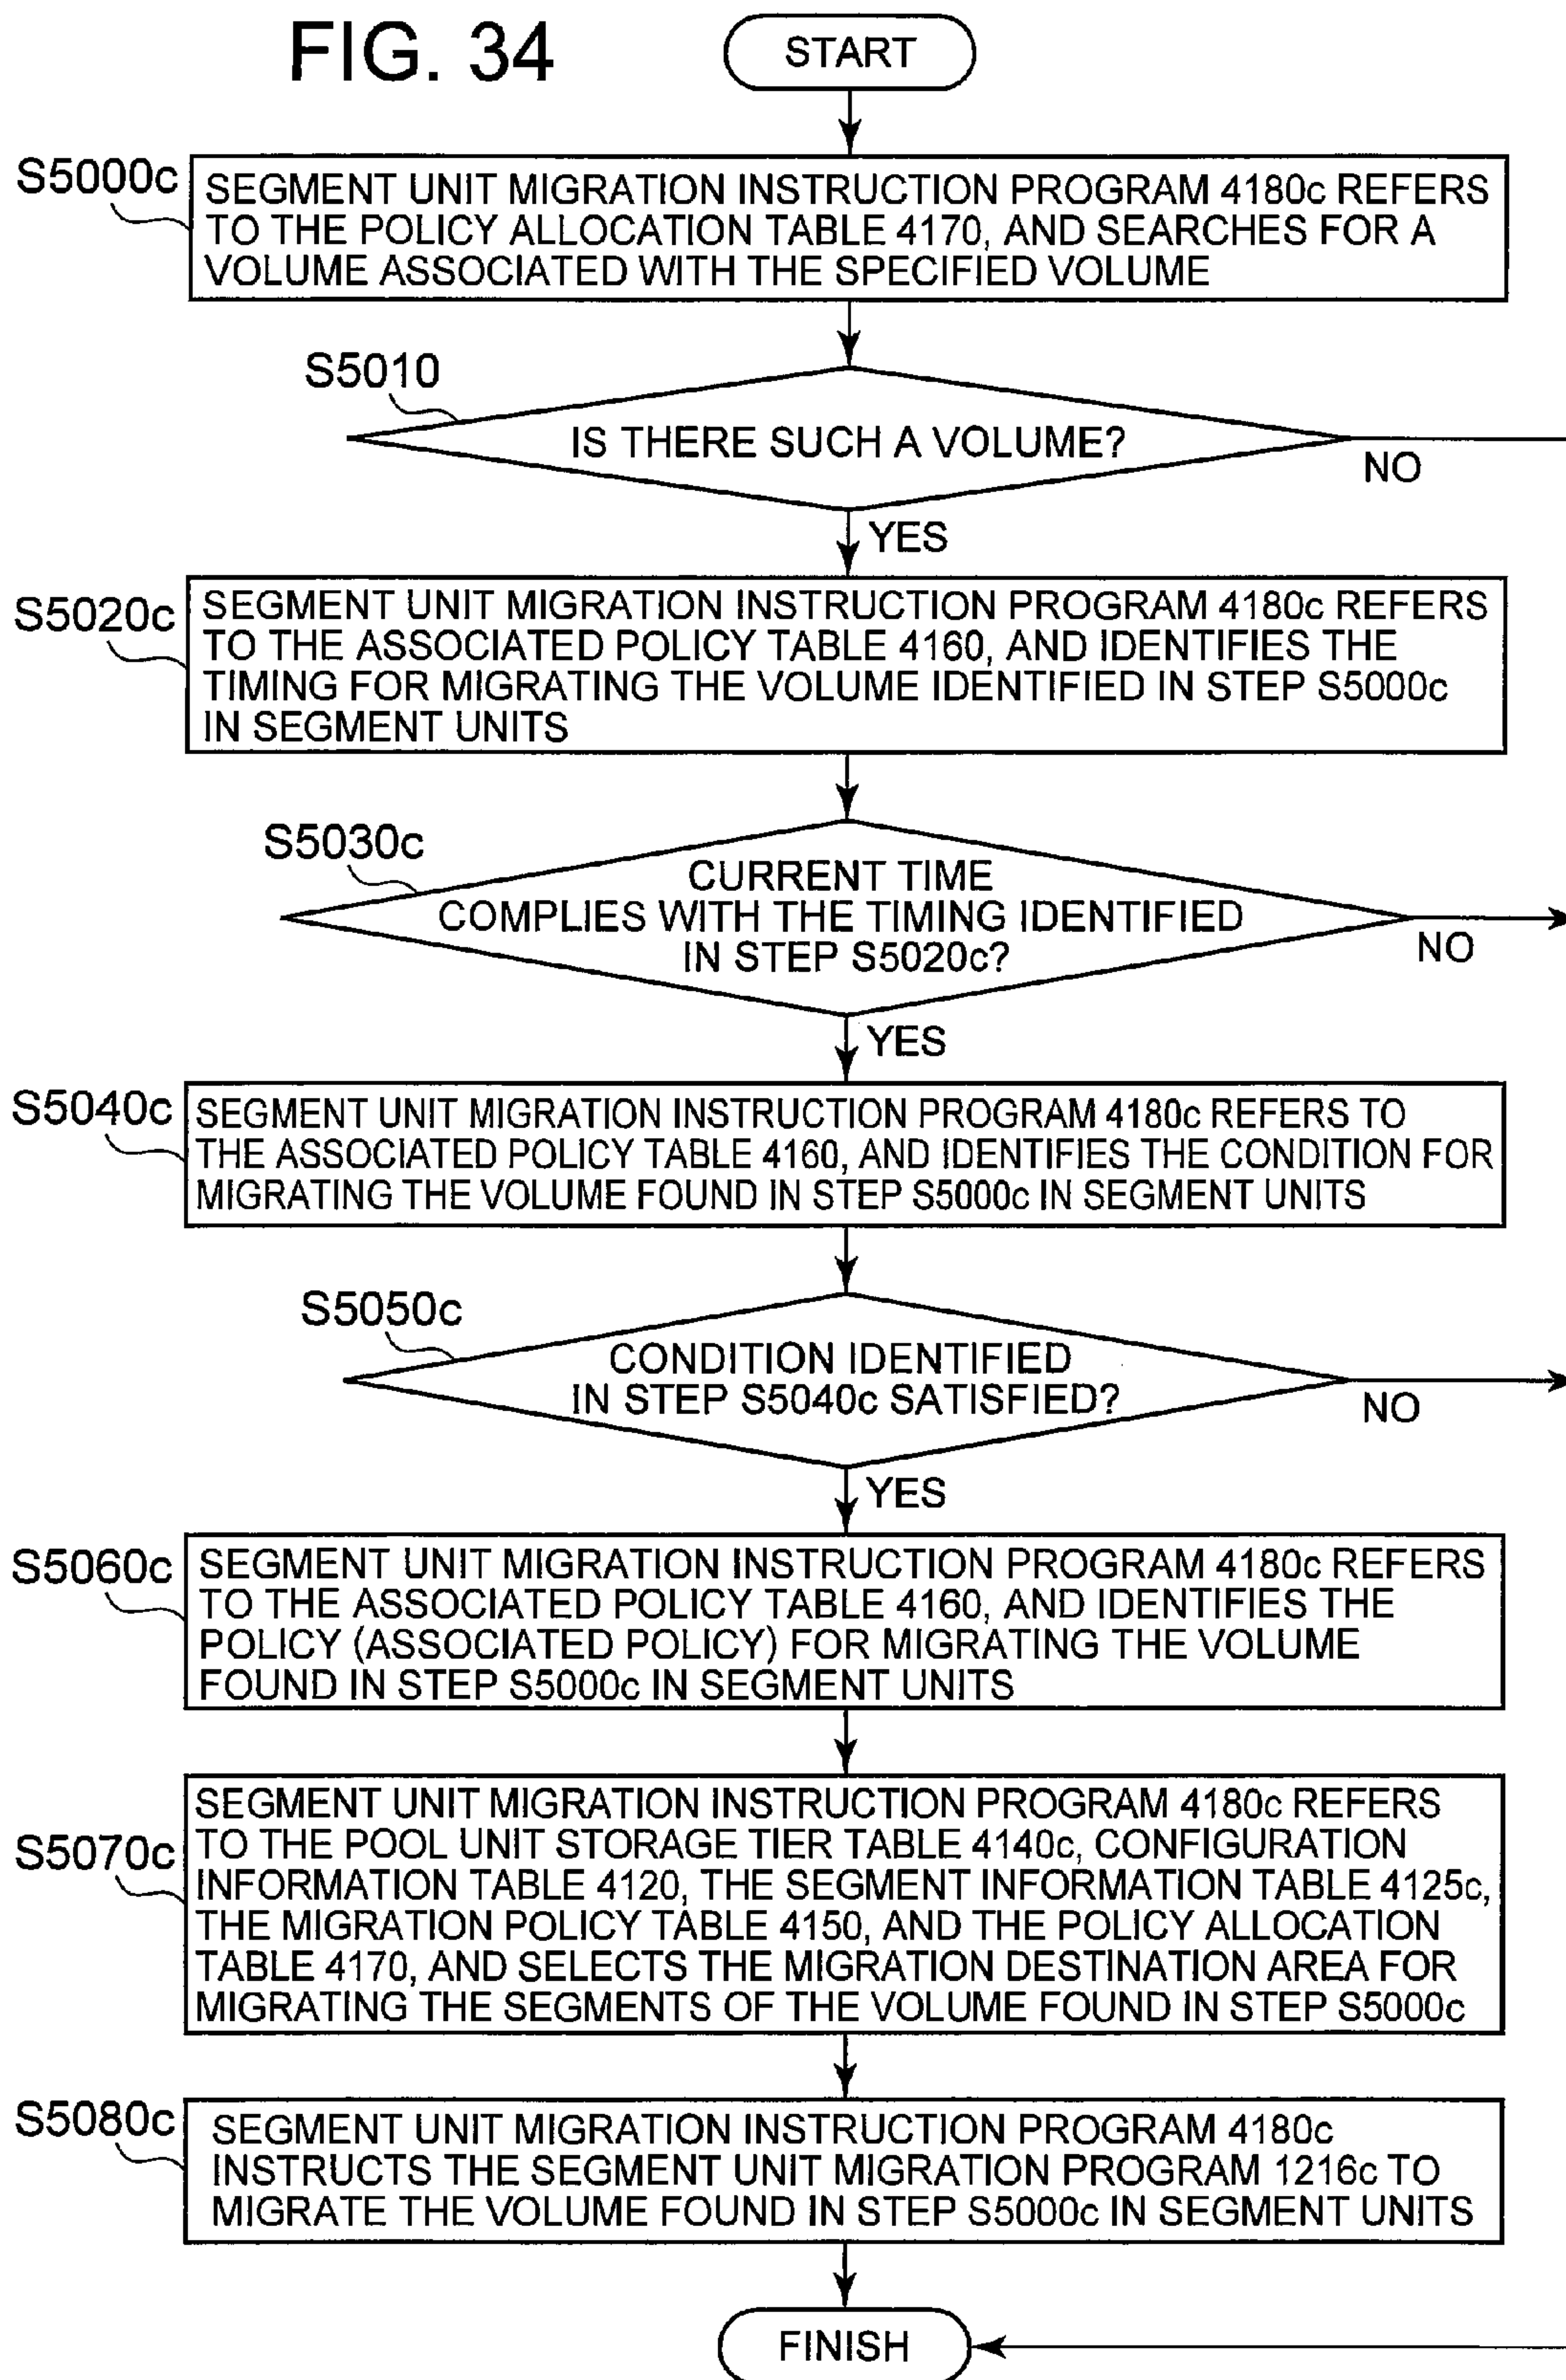 FIG. 34
START
S5000c
SEGMENT UNIT MIGRATION INSTRUCTION PROGRAM 4180c REFERS
TO THE POLICY ALLOCATION TABLE 4170, AND SEARCHES FOR A
VOLUME ASSOCIATED WITH THE SPECIFIED VOLUME
S5010
IS THERE SUCH A VOLUME?
NO
YES
S5020c
SEGMENT UNIT MIGRATION INSTRUCTION PROGRAM 4180c REFERS
TO THE ASSOCIATED POLICY TABLE 4160, AND IDENTIFIES THE
TIMING FOR MIGRATING THE VOLUME IDENTIFIED IN STEP S5000c
IN SEGMENT UNITS
S5030c
CURRENT TIME
COMPLIES WITH THE TIMING IDENTIFIED
IN STEP S5020c?
NO
YES
S5040c
SEGMENT UNIT MIGRATION INSTRUCTION PROGRAM 4180c REFERS TO
THE ASSOCIATED POLICY TABLE 4160, AND IDENTIFIES THE CONDITION FOR
MIGRATING THE VOLUME FOUND IN STEP S5000c IN SEGMENT UNITS
S5050c
CONDITION IDENTIFIED
IN STEP S5040c SATISFIED?
NO
YES
S5060c
SEGMENT UNIT MIGRATION INSTRUCTION PROGRAM 4180c REFERS
TO THE ASSOCIATED POLICY TABLE 4160, AND IDENTIFIES THE
POLICY (ASSOCIATED POLICY) FOR MIGRATING THE VOLUME
FOUND IN STEP S5000c IN SEGMENT UNITS
S5070c
SEGMENT UNIT MIGRATION INSTRUCTION PROGRAM 4180c REFERS
TO THE POOL UNIT STORAGE TIER TABLE 4140c, CONFIGURATION
INFORMATION TABLE 4120, THE SEGMENT INFORMATION TABLE 4125c,
THE MIGRATION POLICY TABLE 4150, AND THE POLICY ALLOCATION
TABLE 4170, AND SELECTS THE MIGRATION DESTINATION AREA FOR
MIGRATING THE SEGMENTS OF THE VOLUME FOUND IN STEP S5000c
S5080c
SEGMENT UNIT MIGRATION INSTRUCTION PROGRAM 4180c
INSTRUCTS THE SEGMENT UNIT MIGRATION PROGRAM 1216c TO
MIGRATE THE VOLUME FOUND IN STEP S5000c IN SEGMENT UNITS
FINISH